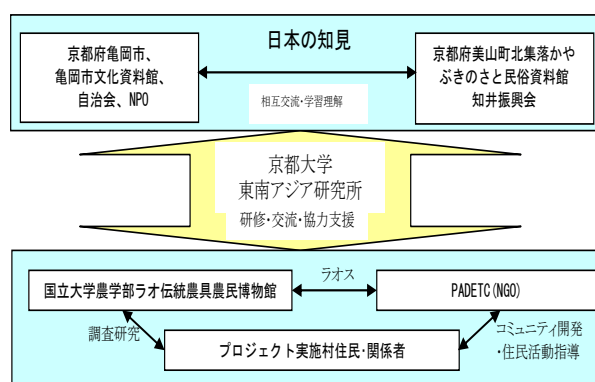 日本の知見
京都府亀岡市、
亀岡市文化資料館、
自治会、NPO
京都府美山町北集落かや
ぶきのさと民俗資料館
知井振興会
相互交流・学習理解
京都大学
東南アジア研究所
研修・交流・協力支援
国立大学農学部ラオ伝統農具農民博物館
ラオス
PADETC(NGO)
調査研究
プロジェクト実施村住民・関係者
コミュニティ開発
・住民活動指導